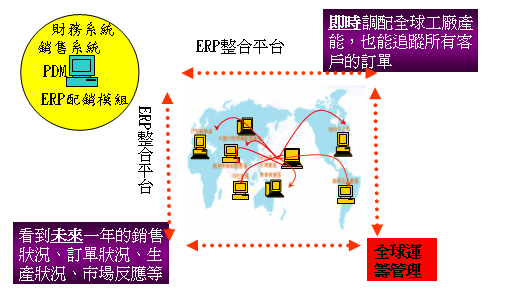 財務系統
銷售系統
PDM
ERP配銷模組
ERP整合平台
即時調配全球工廠產
能，也能追蹤所有客
戶的訂單
ERP整合平台
看到未來一年的銷售
狀況、訂單狀況、生
產狀況、市場反應等
全球運
籌管理